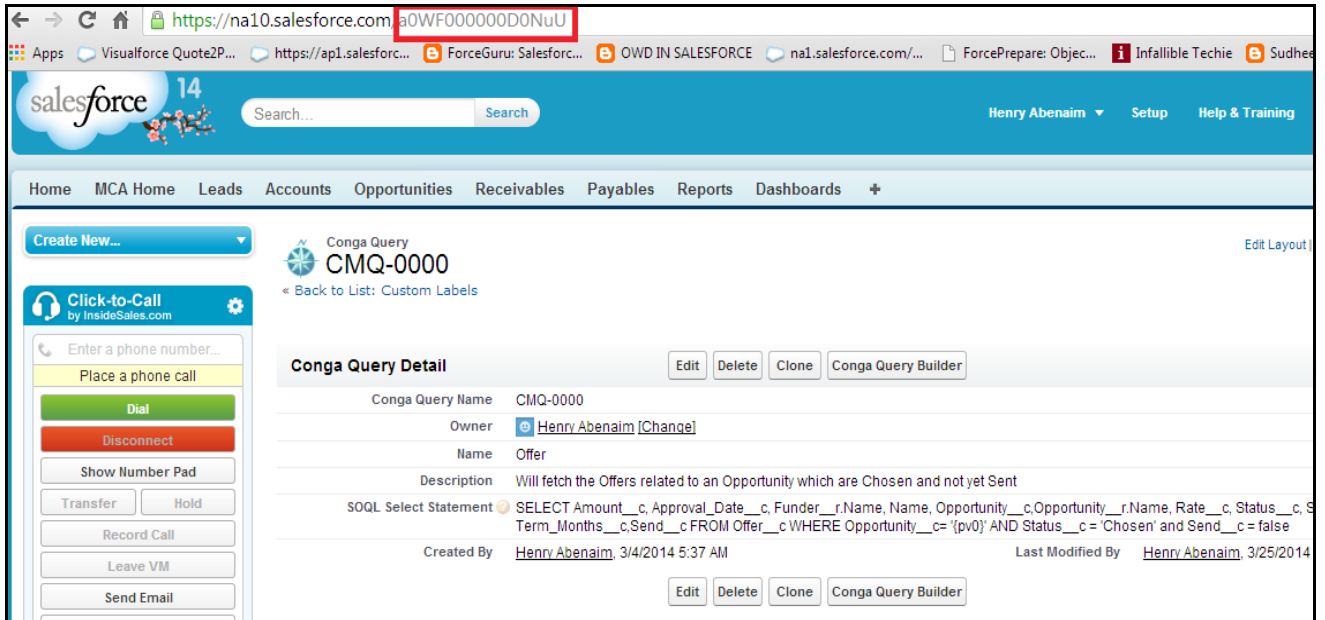 https://na10.salesforce.com/a0WF000000D0NuU
Apps Visualforce Quote2P... https://ap1.salesforc... ForceGuru: Salesforc... OWD IN SALESFORCE na1.salesforce.com/... ForcePrepare: Objec... Infallible Techie Sudhee
salesforce 14
Search... Search Henry Abenaim Setup Help & Training
Home MCA Home Leads Accounts Opportunities Receivables Payables Reports Dashboards +
Create New...
Conga Query
CMQ-0000
Edit Layout |
« Back to List: Custom Labels
Click-to-Call
by InsideSales.com
Enter a phone number...
Place a phone call
Dial
Disconnect
Show Number Pad
Transfer Hold
Record Call
Leave VM
Send Email
Conga Query Detail Edit Delete Clone Conga Query Builder
Conga Query Name CMQ-0000
Owner Henry Abenaim [Change]
Name Offer
Description Will fetch the Offers related to an Opportunity which are Chosen and not yet Sent
SOQL Select Statement SELECT Amount__c, Approval_Date__c, Funder__r.Name, Name, Opportunity__c,Opportunity__r.Name, Rate__c, Status__c, S
Term_Months__c,Send__c FROM Offer__c WHERE Opportunity__c= '{pv0}' AND Status__c = 'Chosen' and Send__c = false
Created By Henry Abenaim, 3/4/2014 5:37 AM Last Modified By Henry Abenaim, 3/25/2014
Edit Delete Clone Conga Query Builder